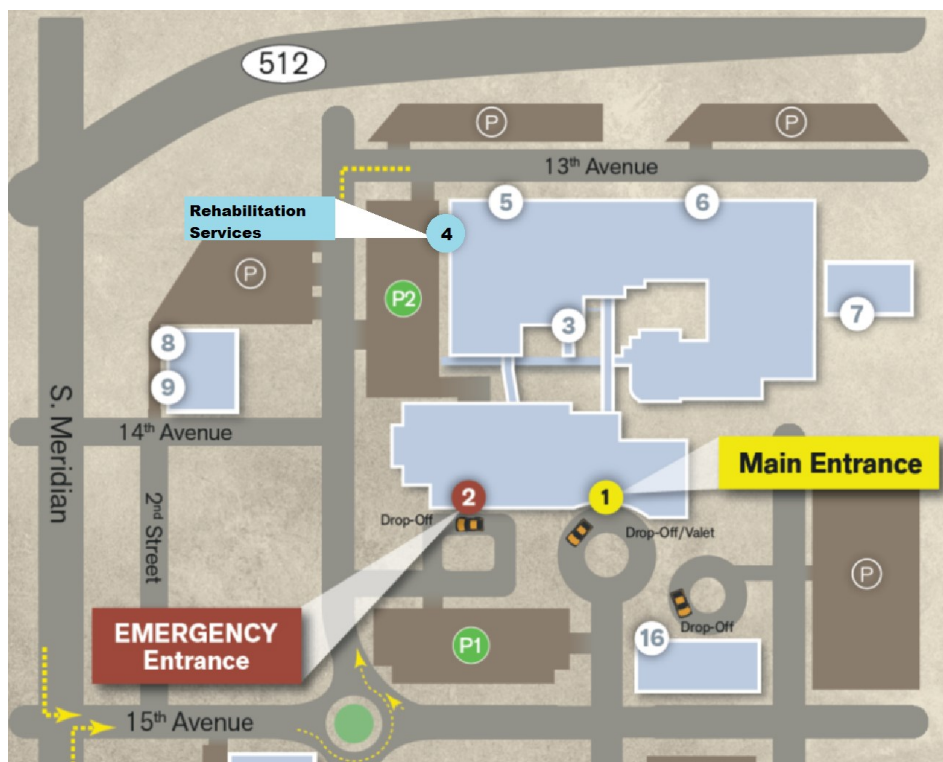 512
P
P
13th Avenue
Rehabilitation
Services
5
6
4
P
P2
7
3
8
9
S. Meridian
14th Avenue
Main Entrance
2
1
2nd Street
Drop-Off
Drop-Off/Valet
P
EMERGENCY
Entrance
P1
16
Drop-Off
15th Avenue